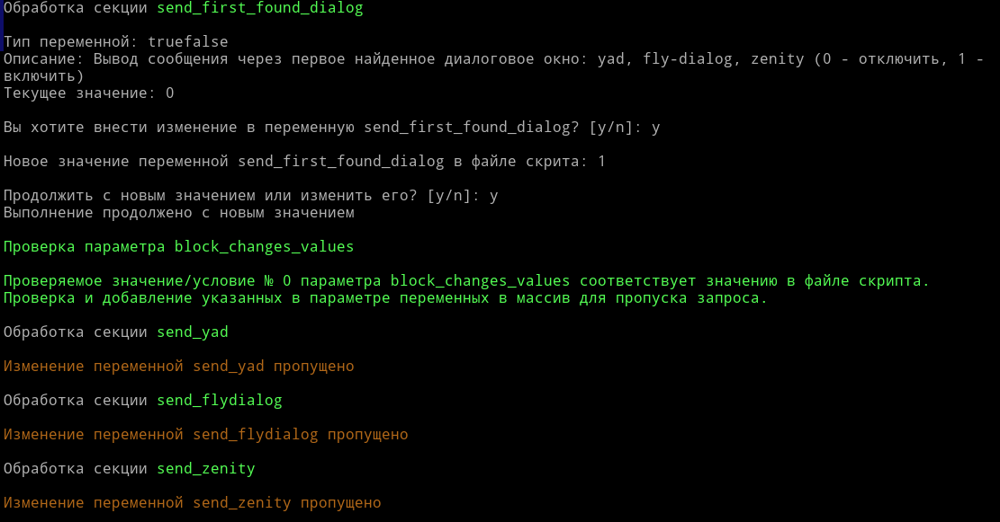 Обработка секции send_first_found_dialog
Тип переменной: truefalse
Описание: Вывод сообщения через первое найденное диалоговое окно: yad, fly-dialog, zenity (0 - отключить, 1 -
включить)
Текущее значение: 0
Вы хотите внести изменение в переменную send_first_found_dialog? [y/n]: y
Новое значение переменной send_first_found_dialog в файле скрита: 1
Продолжить с новым значением или изменить его? [y/n]: y
Выполнение продолжено с новым значением
Проверка параметра block_changes_values
Проверяемое значение/условие № 0 параметра block_changes_values соответствует значению в файле скрипта.
Проверка и добавление указанных в параметре переменных в массив для пропуска запроса.
Обработка секции send_yad
Изменение переменной send_yad пропущено
Обработка секции send_flydialog
Изменение переменной send_flydialog пропущено
Обработка секции send_zenity
Изменение переменной send_zenity пропущено